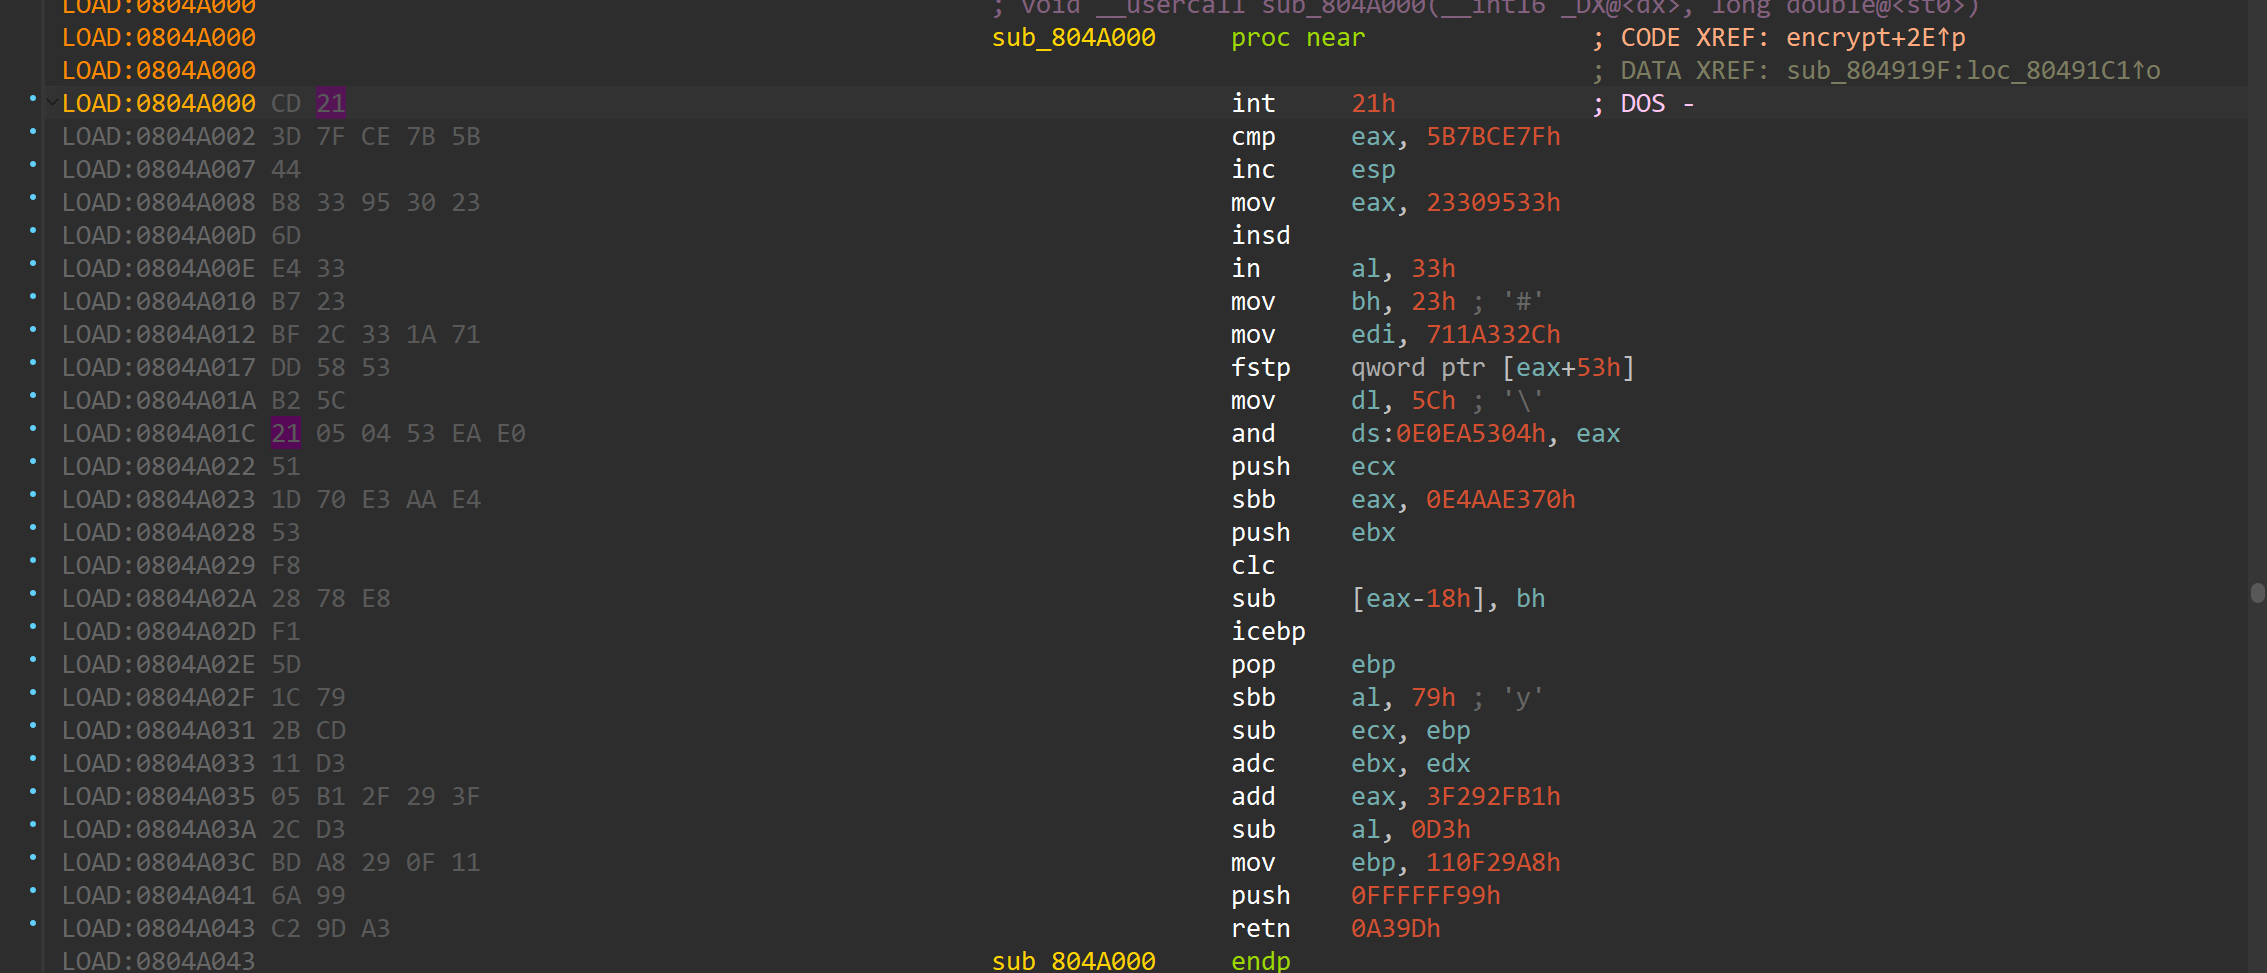 LOAD:0804A000 ; void __usercall sub_804A000(__int16 _DX@<dx>, long double@<st0>)
LOAD:0804A000 sub_804A000 proc near ; CODE XREF: encrypt+2E↑p
LOAD:0804A000 ; DATA XREF: sub_804919F:loc_80491C1↑o
LOAD:0804A000 CD 21 int 21h ; DOS -
LOAD:0804A002 3D 7F CE 7B 5B cmp eax, 5B7BCE7Fh
LOAD:0804A007 44 inc esp
LOAD:0804A008 B8 33 95 30 23 mov eax, 23309533h
LOAD:0804A00D 6D insd
LOAD:0804A00E E4 33 in al, 33h
LOAD:0804A010 B7 23 mov bh, 23h ; '#'
LOAD:0804A012 BF 2C 33 1A 71 mov edi, 711A332Ch
LOAD:0804A017 DD 58 53 fstp qword ptr [eax+53h]
LOAD:0804A01A B2 5C mov dl, 5Ch ; '\'
LOAD:0804A01C 21 05 04 53 EA E0 and ds:0E0EA5304h, eax
LOAD:0804A022 51 push ecx
LOAD:0804A023 1D 70 E3 AA E4 sbb eax, 0E4AAE370h
LOAD:0804A028 53 push ebx
LOAD:0804A029 F8 clc
LOAD:0804A02A 28 78 E8 sub [eax-18h], bh
LOAD:0804A02D F1 icebp
LOAD:0804A02E 5D pop ebp
LOAD:0804A02F 1C 79 sbb al, 79h ; 'y'
LOAD:0804A031 2B CD sub ecx, ebp
LOAD:0804A033 11 D3 adc ebx, edx
LOAD:0804A035 05 B1 2F 29 3F add eax, 3F292FB1h
LOAD:0804A03A 2C D3 sub al, 0D3h
LOAD:0804A03C BD A8 29 0F 11 mov ebp, 110F29A8h
LOAD:0804A041 6A 99 push 0FFFFFF99h
LOAD:0804A043 C2 9D A3 retn 0A39Dh
LOAD:0804A043 sub_804A000 endp